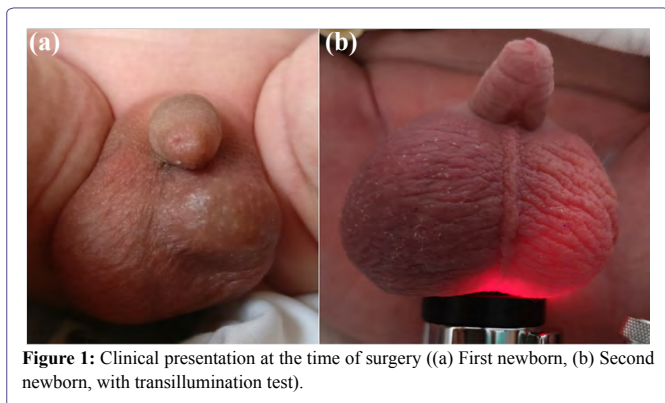 (a)
(b)
Figure 1: Clinical presentation at the time of surgery ((a) First newborn, (b) Second
newborn, with transillumination test).